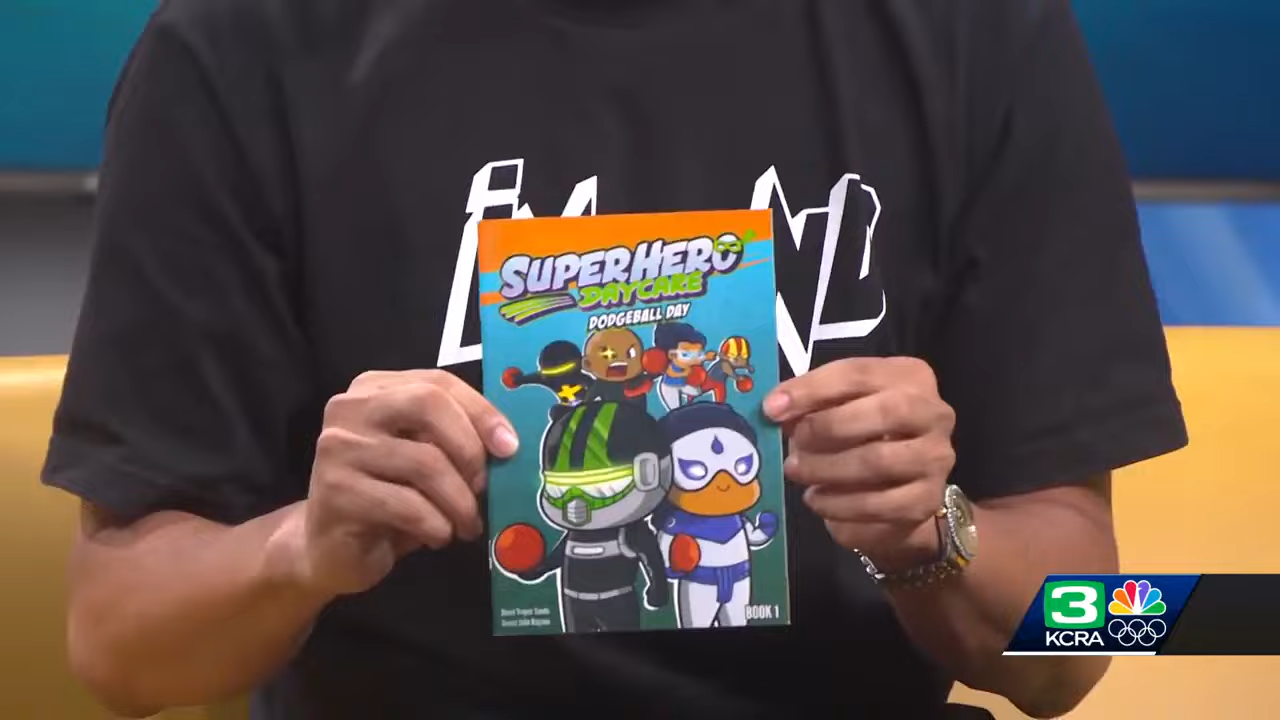 SUPERHERO
DAYCARE
DODGEBALL DAY
BOOK 1
3
KCRA